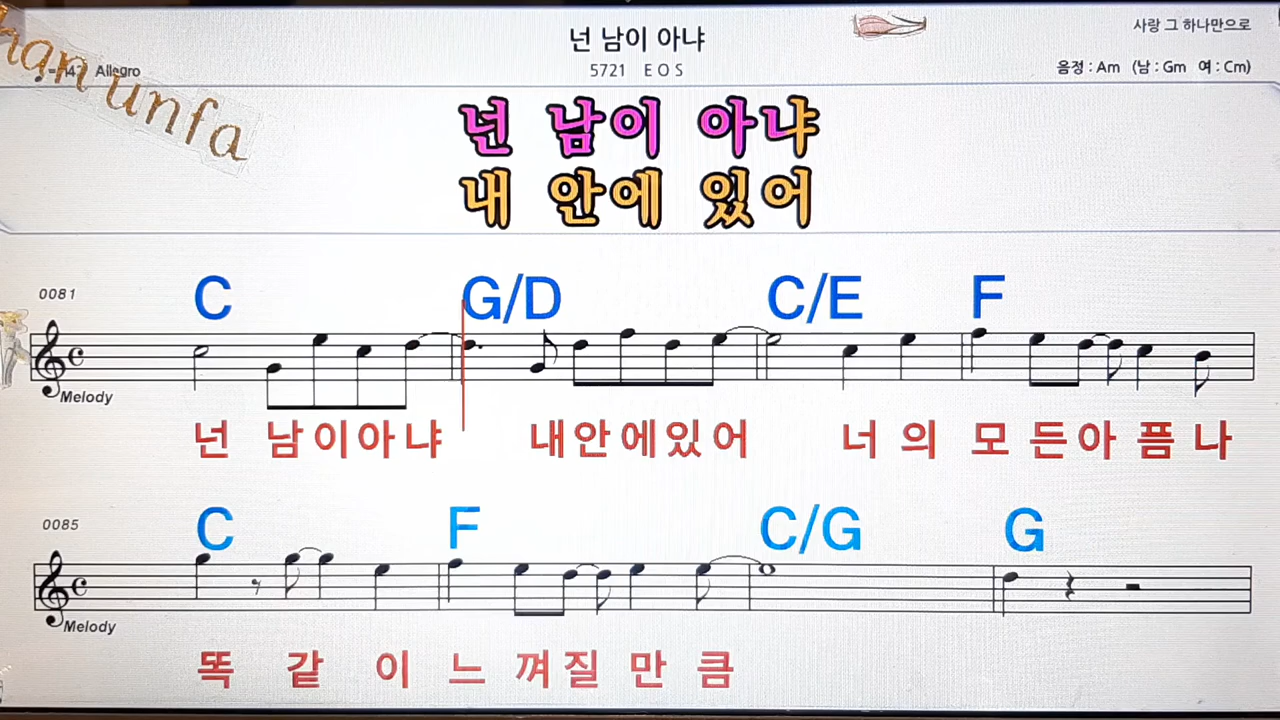 넌 남이 아냐
사랑 그 하나만으로
5721 E O S
음정 : Am (남 : Gm 여 : Cm)
Allegro
han unfa
넌 남이 아냐
내 안에 있어
C G/D C/E F
0081
Melody
넌 남이아냐 내안에있어 너 의 모 든아 픔 나
C F C/G G
0085
Melody
똑 같 이 느 껴질 만 큼